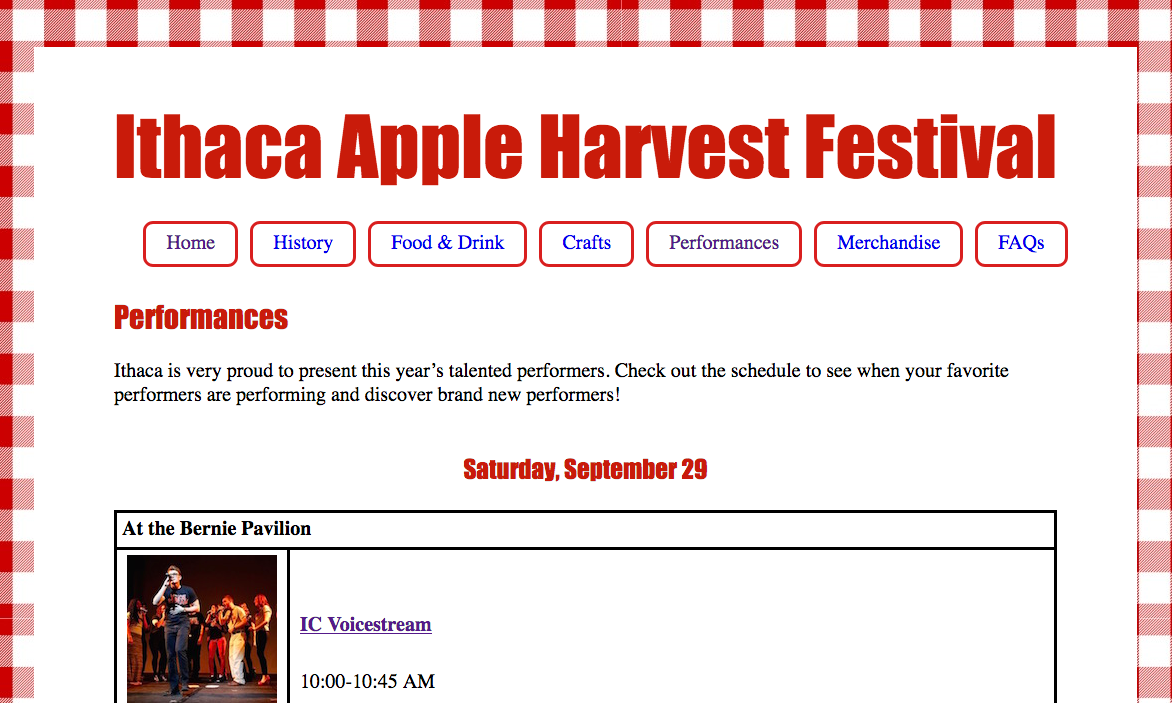 Ithaca Apple Harvest Festival
Home History Food & Drink Crafts Performances Merchandise FAQs
Performances
Ithaca is very proud to present this year’s talented performers. Check out the schedule to see when your favorite
performers are performing and discover brand new performers!
Saturday, September 29
At the Bernie Pavilion
IC Voicestream
10:00-10:45 AM